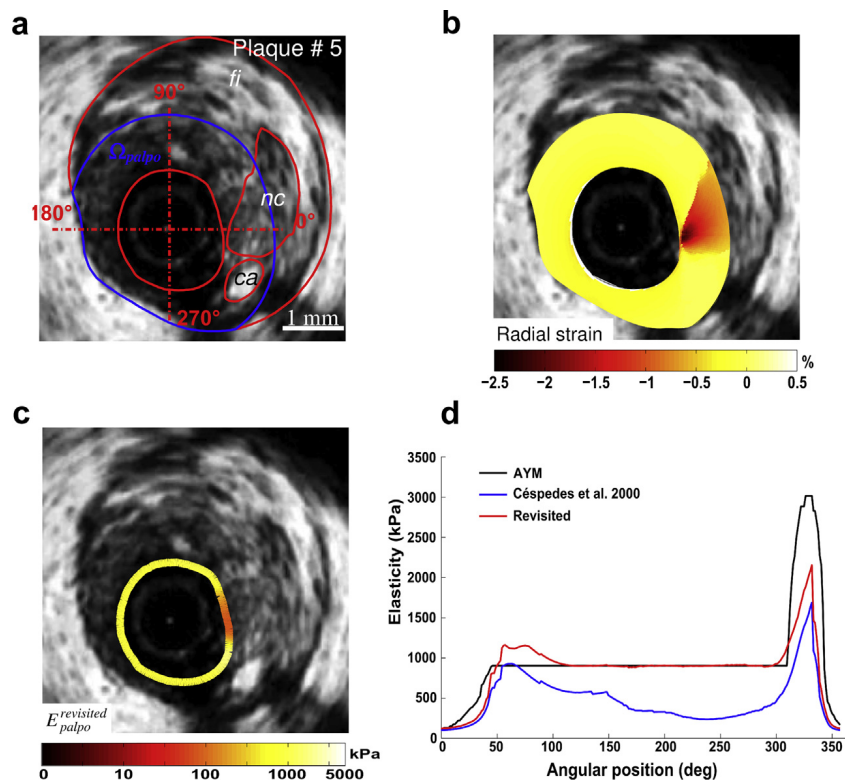 a
Plaque # 5
fi
90°
Ωpalpo
nc
180°
0°
ca
270°
1 mm
b
Radial strain
%
−2.5 −2 −1.5 −1 −0.5 0 0.5
c
E revisited palpo
kPa
0 10 100 1000 5000
d
Elasticity (kPa)
3500
3000
2500
2000
1500
1000
500
0
AYM
Céspedes et al. 2000
Revisited
0 50 100 150 200 250 300 350
Angular position (deg)